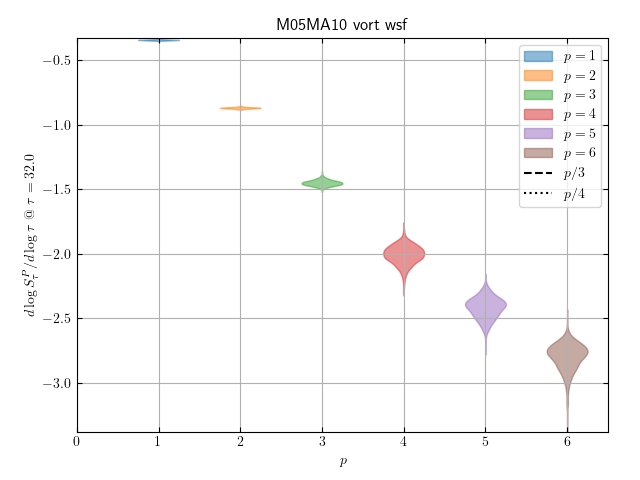 M05MA10 vort wsf
d log S_τ^P / d log τ @ τ = 32.0
−0.5
−1.0
−1.5
−2.0
−2.5
−3.0
p = 1
p = 2
p = 3
p = 4
p = 5
p = 6
p/3
p/4
0 1 2 3 4 5 6
p